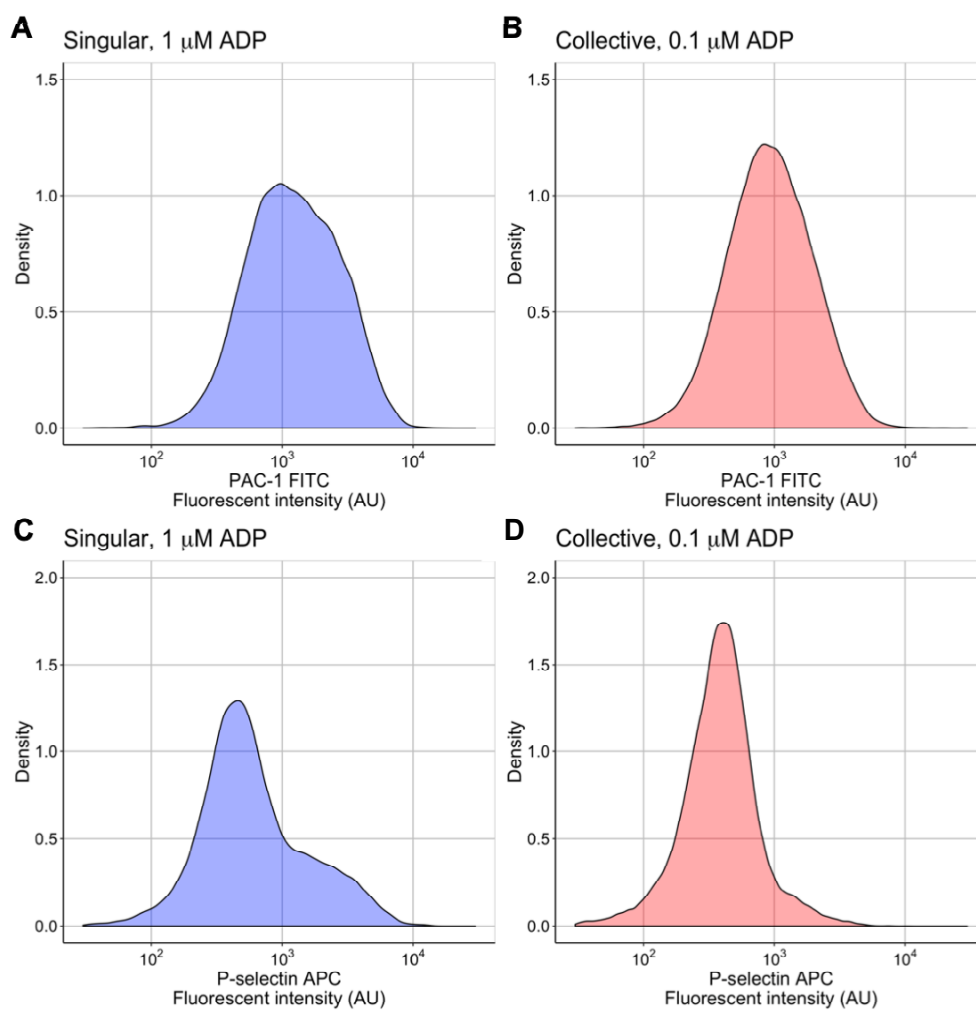 A
Singular, 1 μM ADP
1.5
1.0
0.5
0.0
Density
10²
10³
10⁴
PAC-1 FITC
Fluorescent intensity (AU)
B
Collective, 0.1 μM ADP
1.5
1.0
0.5
0.0
Density
10²
10³
10⁴
PAC-1 FITC
Fluorescent intensity (AU)
C
Singular, 1 μM ADP
2.0
1.5
1.0
0.5
0.0
Density
10²
10³
10⁴
P-selectin APC
Fluorescent intensity (AU)
D
Collective, 0.1 μM ADP
2.0
1.5
1.0
0.5
0.0
Density
10²
10³
10⁴
P-selectin APC
Fluorescent intensity (AU)